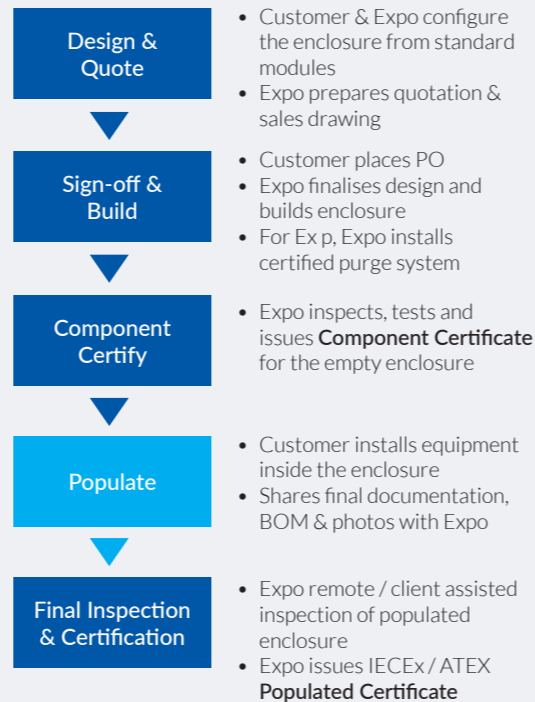 Design &
Quote
• Customer & Expo configure
the enclosure from standard
modules
• Expo prepares quotation &
sales drawing
Sign-off &
Build
• Customer places PO
• Expo finalises design and
builds enclosure
• For Ex p, Expo installs
certified purge system
Component
Certify
• Expo inspects, tests and
issues Component Certificate
for the empty enclosure
Populate
• Customer installs equipment
inside the enclosure
• Shares final documentation,
BOM & photos with Expo
Final Inspection
& Certification
• Expo remote / client assisted
inspection of populated
enclosure
• Expo issues IECEx / ATEX
Populated Certificate